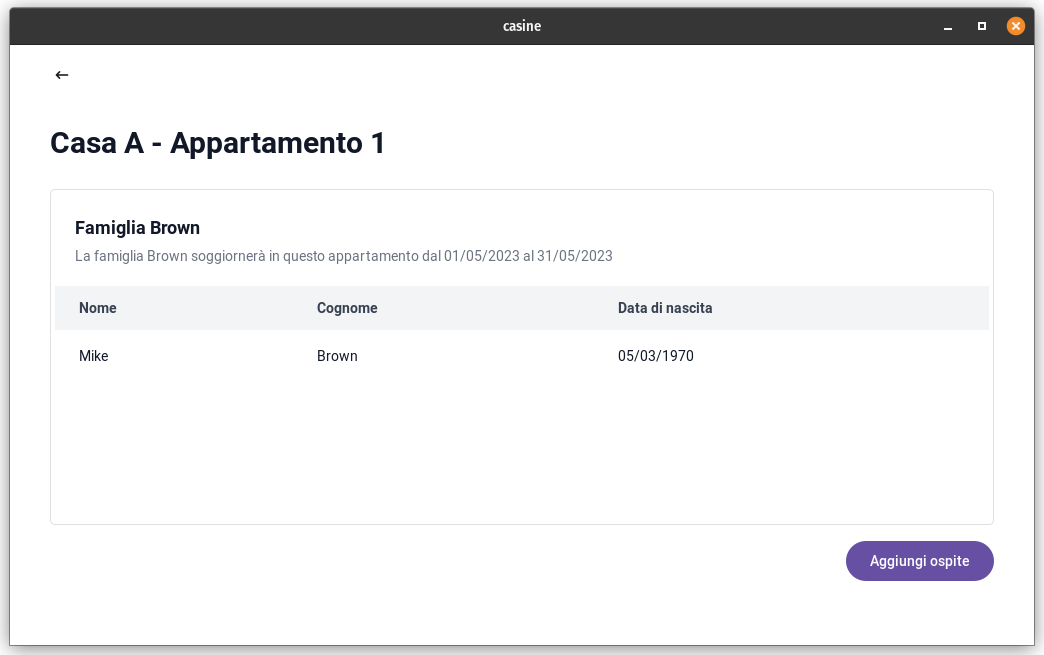 casine
Casa A - Appartamento 1
Famiglia Brown
La famiglia Brown soggiornerà in questo appartamento dal 01/05/2023 al 31/05/2023
Nome Cognome Data di nascita
Mike Brown 05/03/1970
Aggiungi ospite